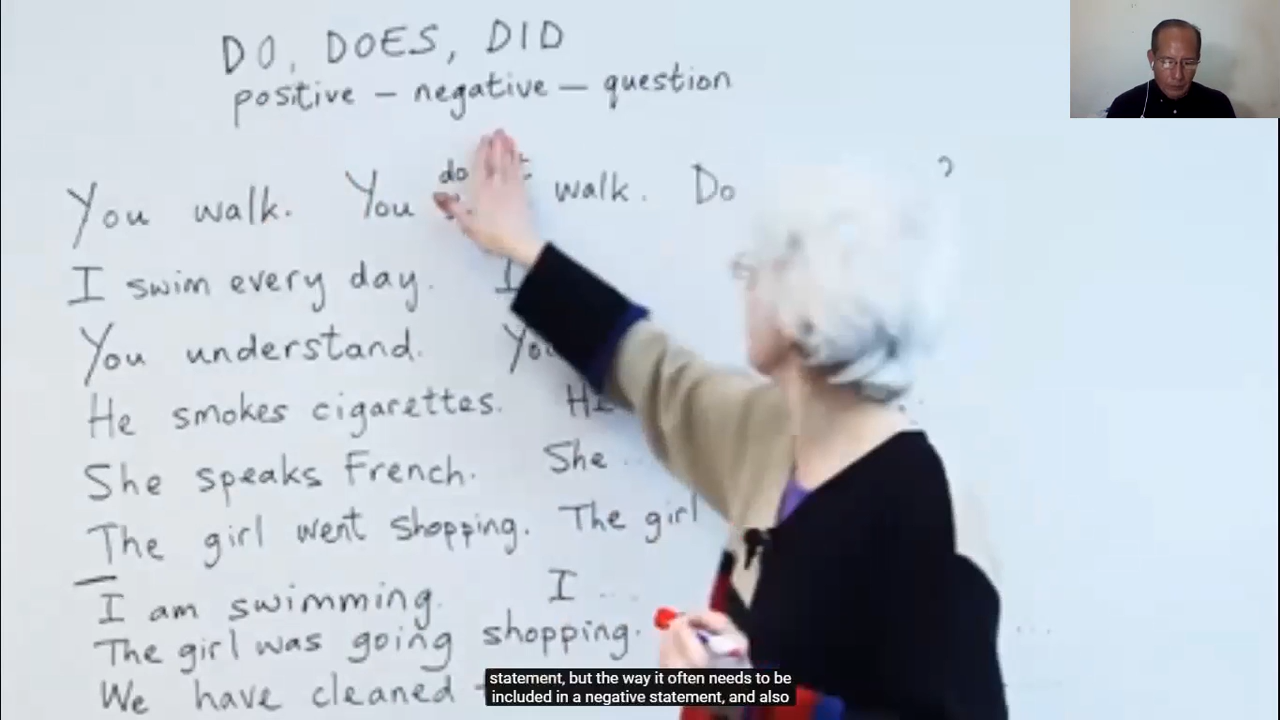 DO, DOES, DID
positive - negative - question
You walk. You do walk. Do ?
I swim every day. I
You understand. You
He smokes cigarettes. He
She speaks French. She ..
The girl went shopping. The girl
I am swimming. I ...
The girl was going shopping. ...
We have cleaned
statement, but the way it often needs to be
included in a negative statement, and also